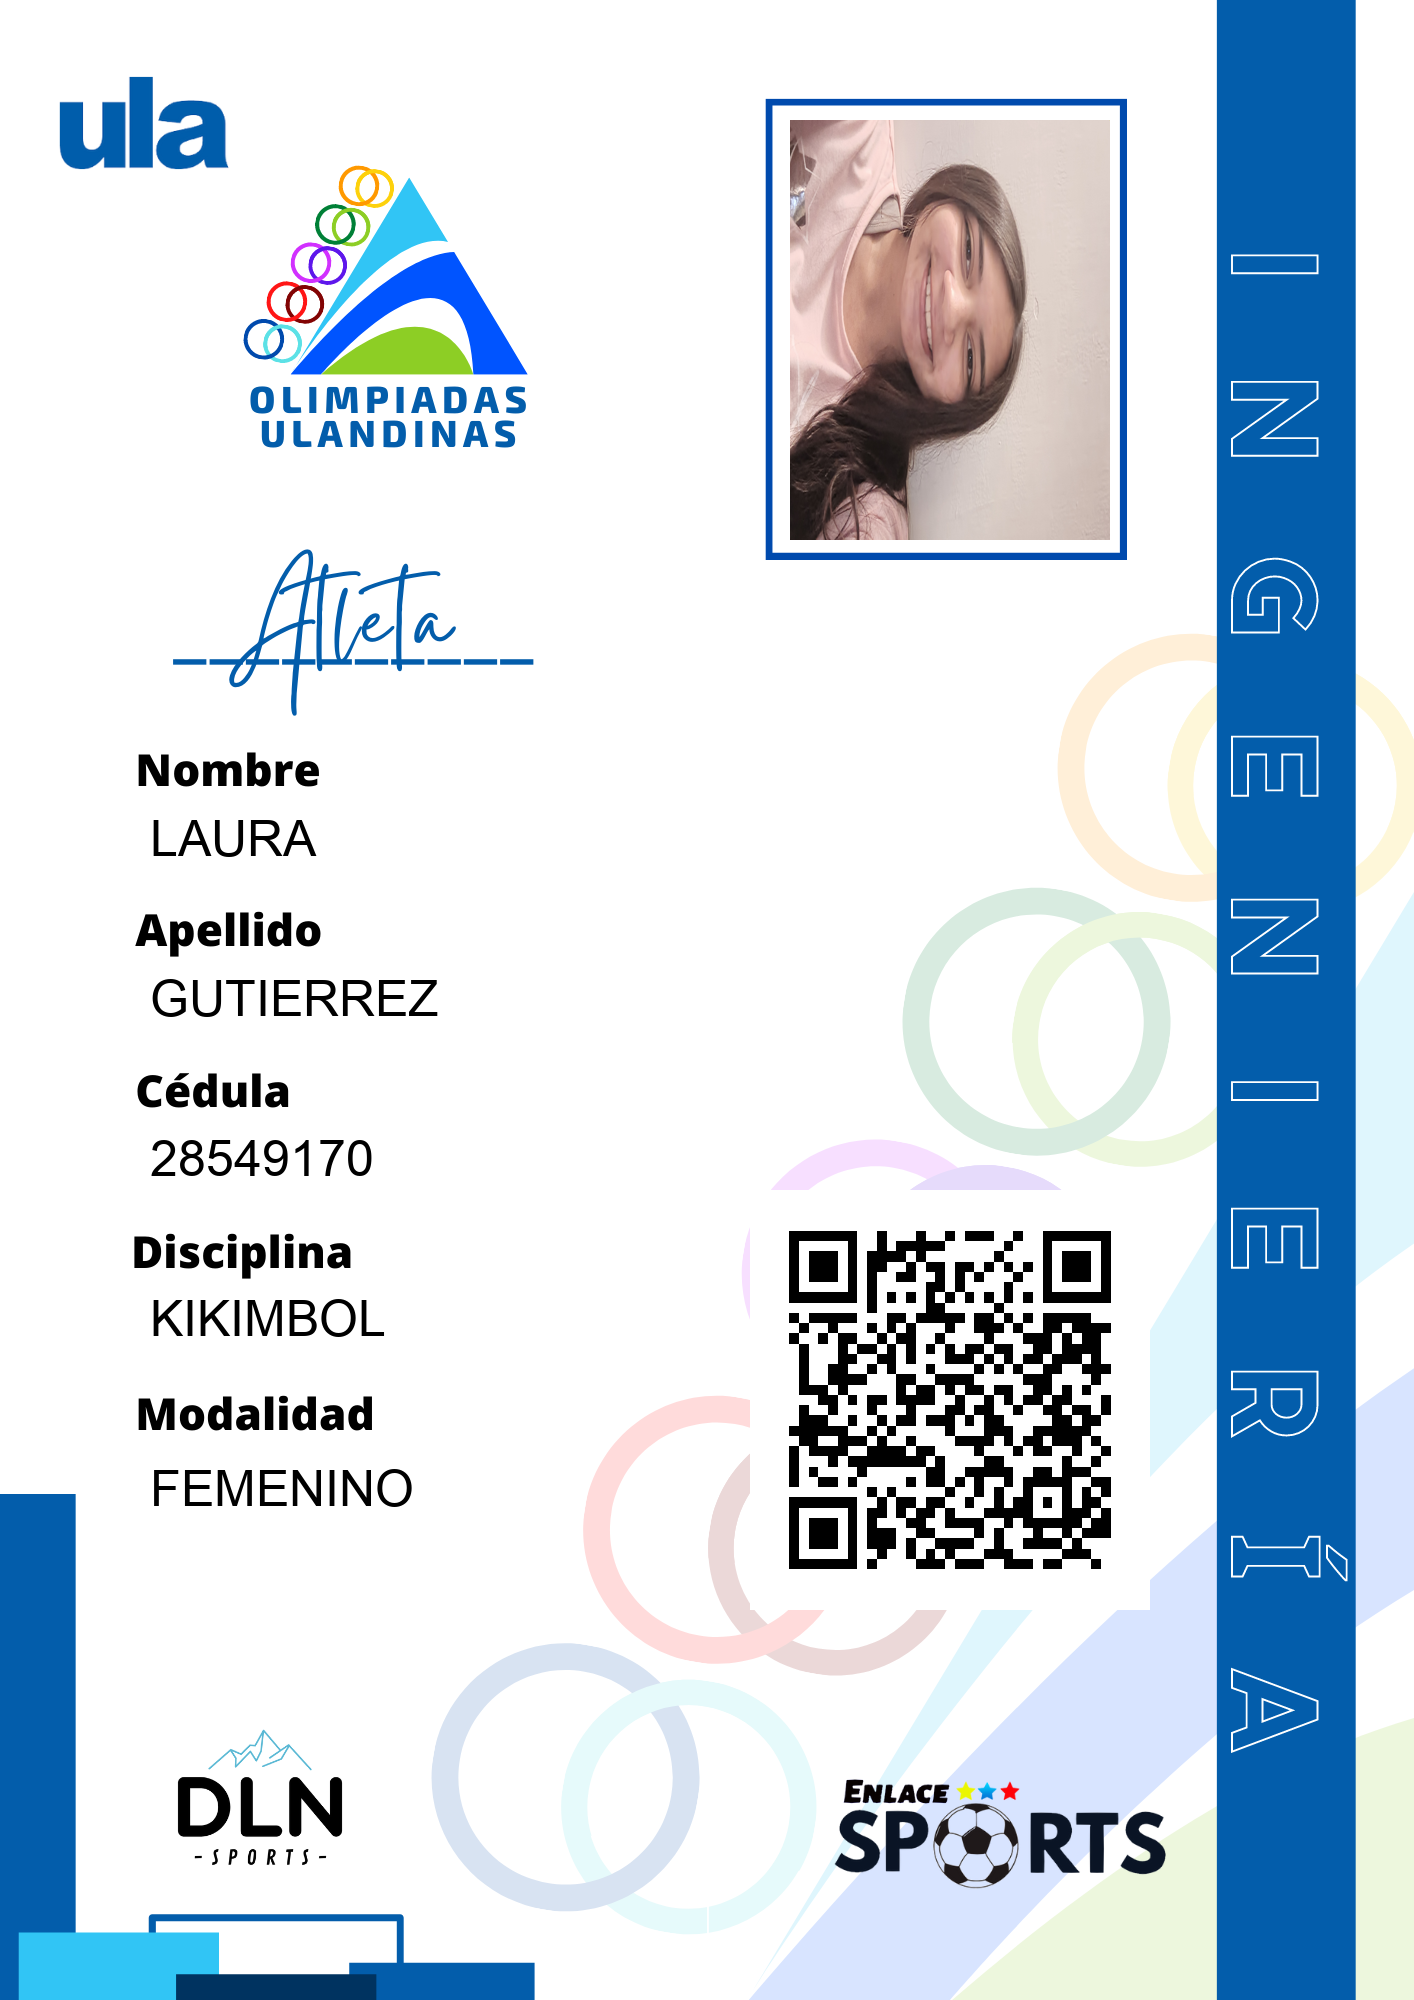 ula
OLIMPIADAS
ULANDINAS
Atleta
Nombre
LAURA
Apellido
GUTIERREZ
Cédula
28549170
Disciplina
KIKIMBOL
Modalidad
FEMENINO
INGENIERÍA
DLN
-SPORTS-
ENLACE
SPORTS